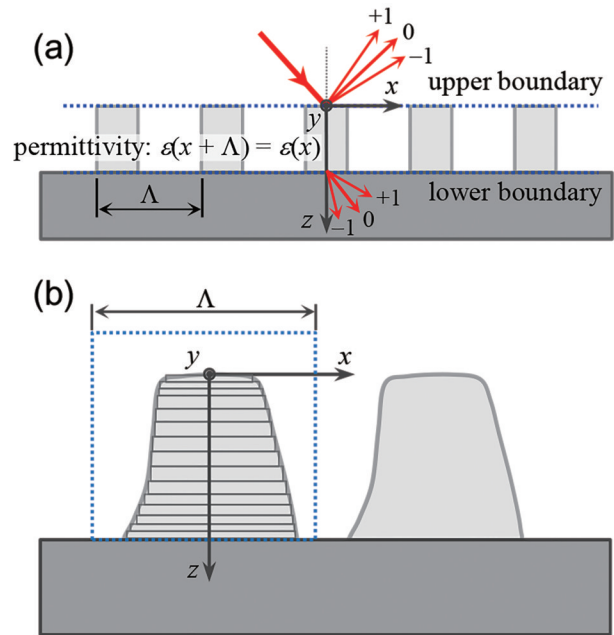 (a)
+1
0
−1
x
upper boundary
y
permittivity: ε(x + Λ) = ε(x)
Λ
lower boundary
z
−1
0
+1
(b)
Λ
y
x
z